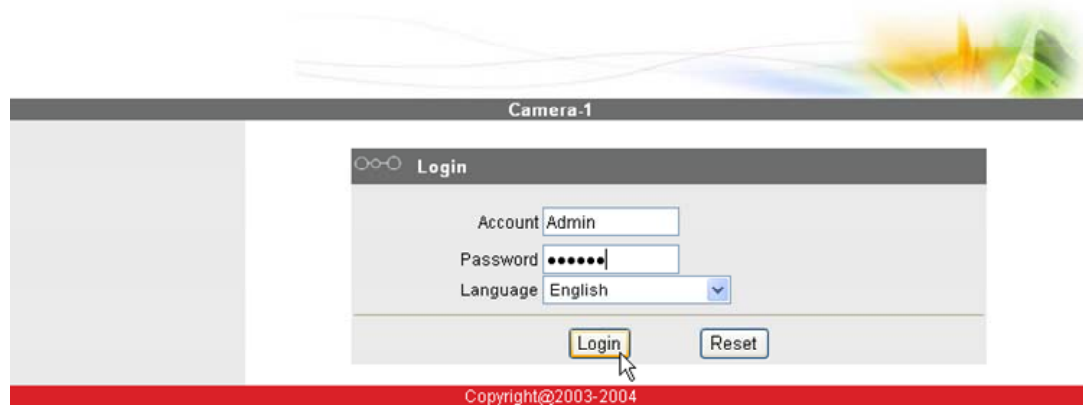 Camera-1
Login
Account Admin
Password ••••••
Language English
Login Reset
Copyright@2003-2004